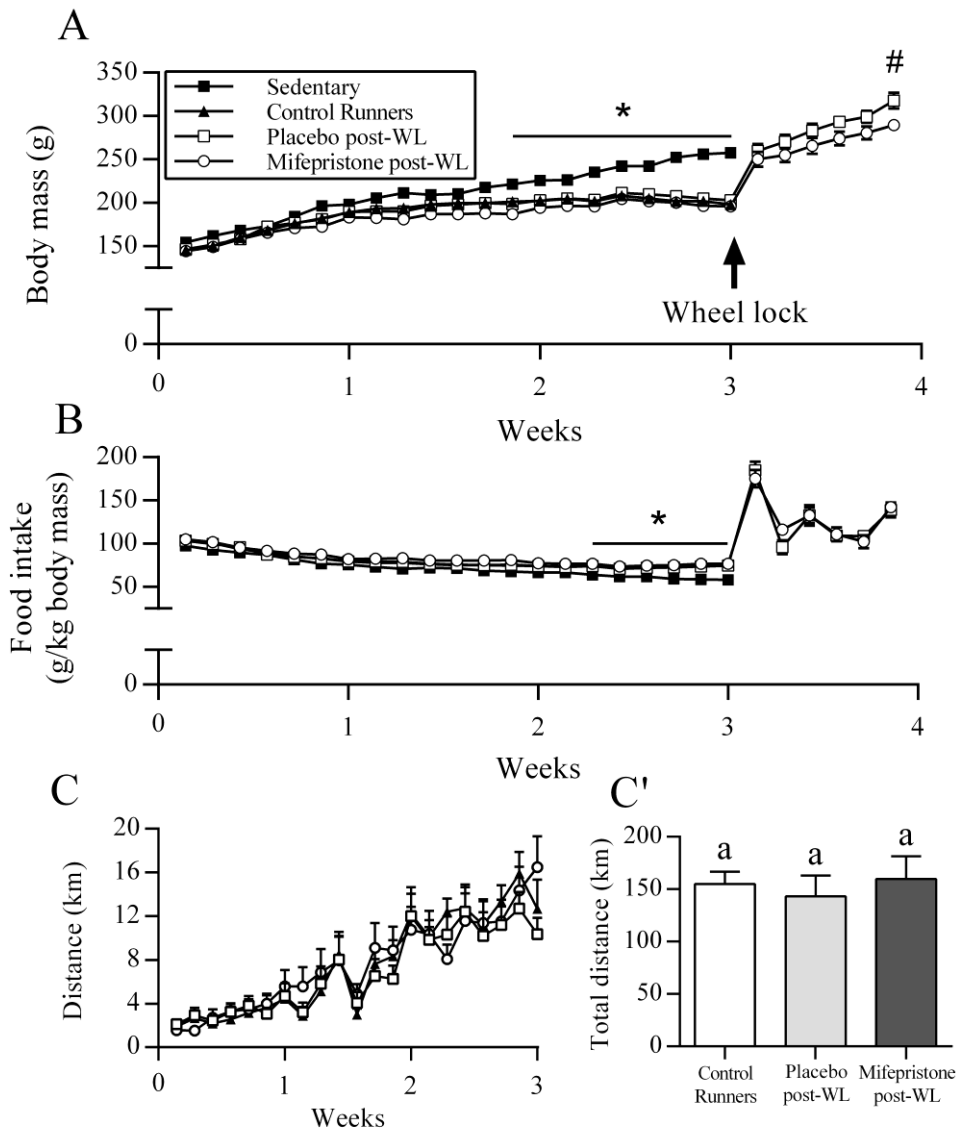 A
350
300
250
200
150
0
Body mass (g)
Sedentary
Control Runners
Placebo post-WL
Mifepristone post-WL
*
#
Wheel lock
0 1 2 3 4
Weeks
B
200
150
100
50
0
Food intake
(g/kg body mass)
*
0 1 2 3 4
Weeks
C
20
16
12
8
4
0
Distance (km)
0 1 2 3
Weeks
C'
200
150
100
50
0
Total distance (km)
a a a
Control
Runners
Placebo
post-WL
Mifepristone
post-WL